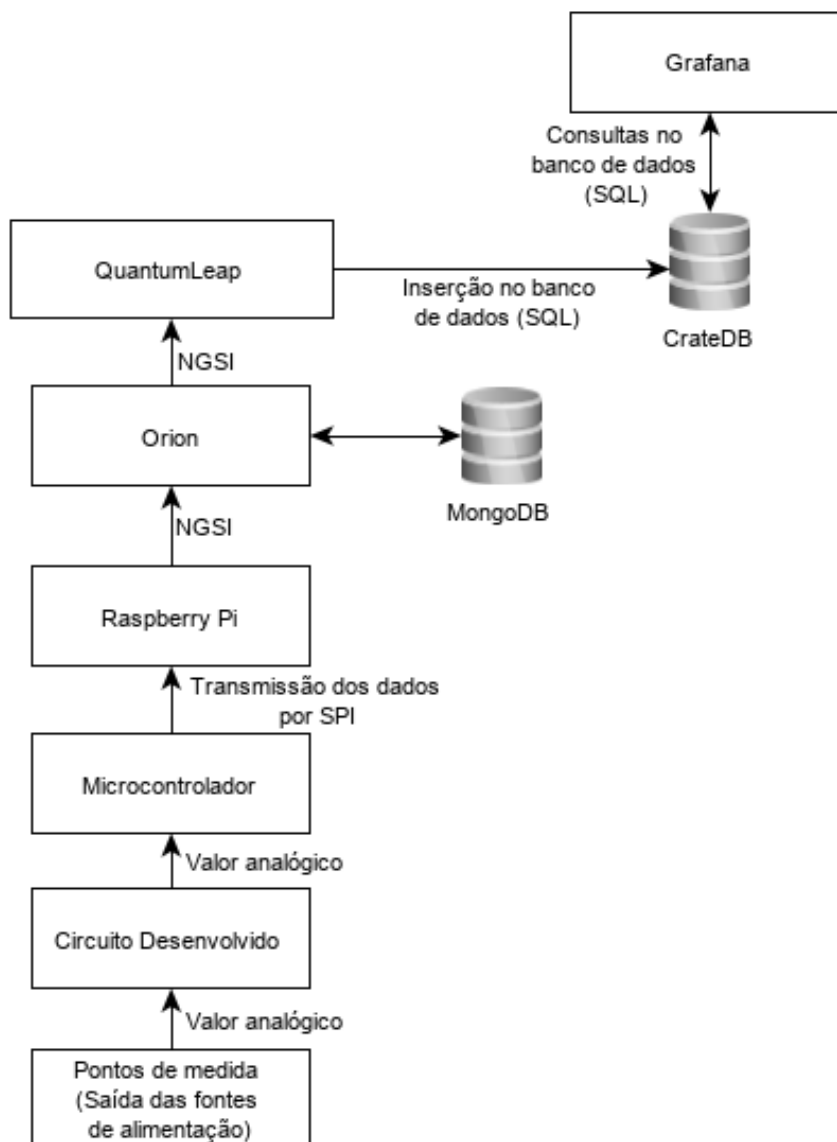 Grafana
Consultas no
banco de dados
(SQL)
QuantumLeap
Inserção no banco
de dados (SQL)
CrateDB
NGSI
Orion
MongoDB
NGSI
Raspberry Pi
Transmissão dos dados
por SPI
Microcontrolador
Valor analógico
Circuito Desenvolvido
Valor analógico
Pontos de medida
(Saída das fontes
de alimentação)